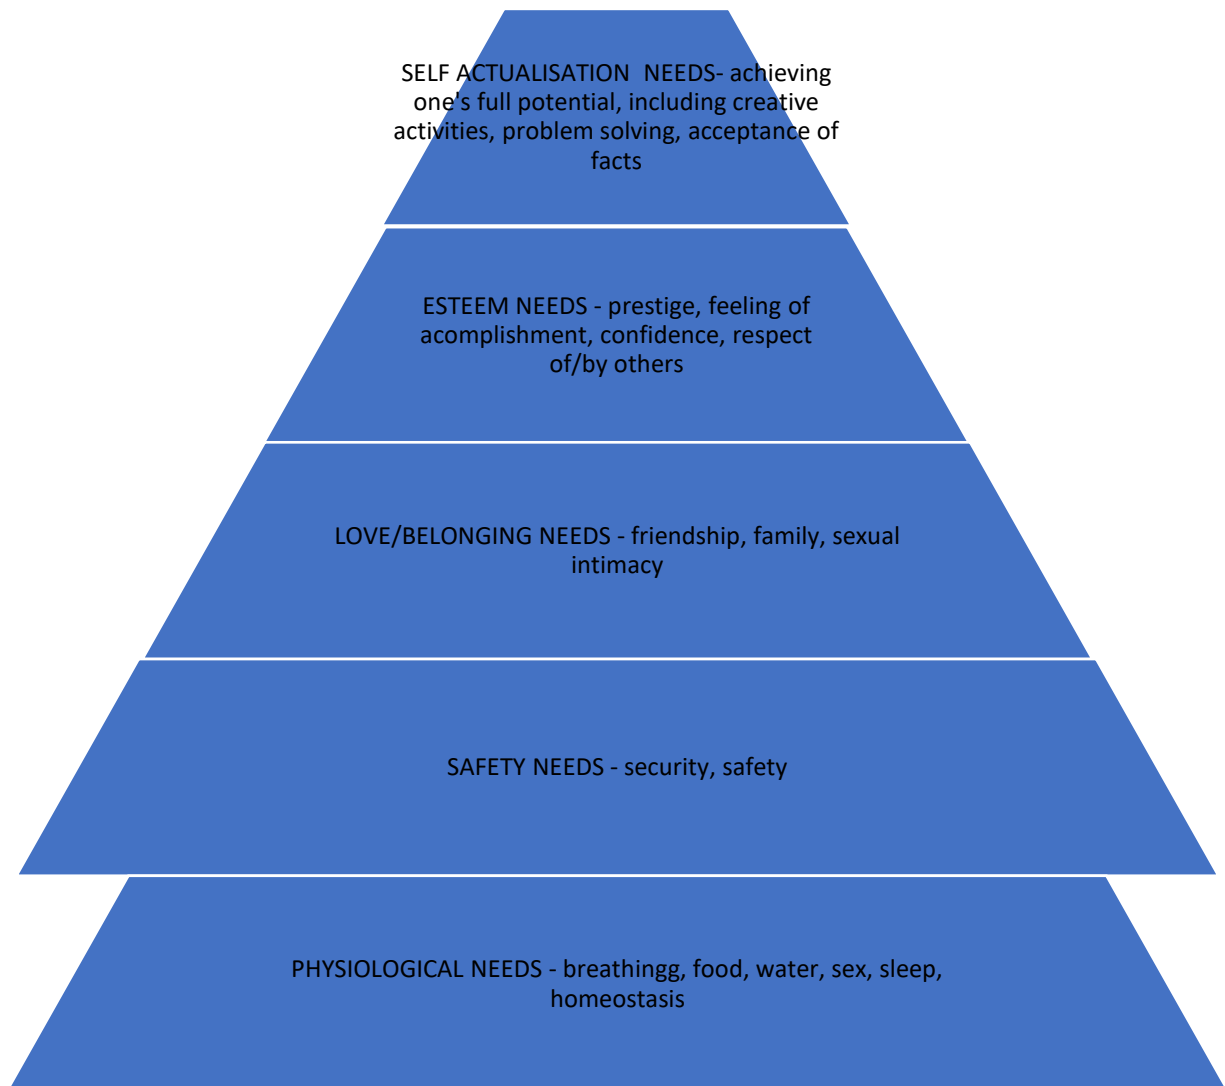 SELF ACTUALISATION  NEEDS- achieving
one's full potential, including creative
activities, problem solving, acceptance of
facts
ESTEEM NEEDS - prestige, feeling of
acomplishment, confidence, respect
of/by others
LOVE/BELONGING NEEDS - friendship, family, sexual
intimacy
SAFETY NEEDS - security, safety
PHYSIOLOGICAL NEEDS - breathingg, food, water, sex, sleep,
homeostasis